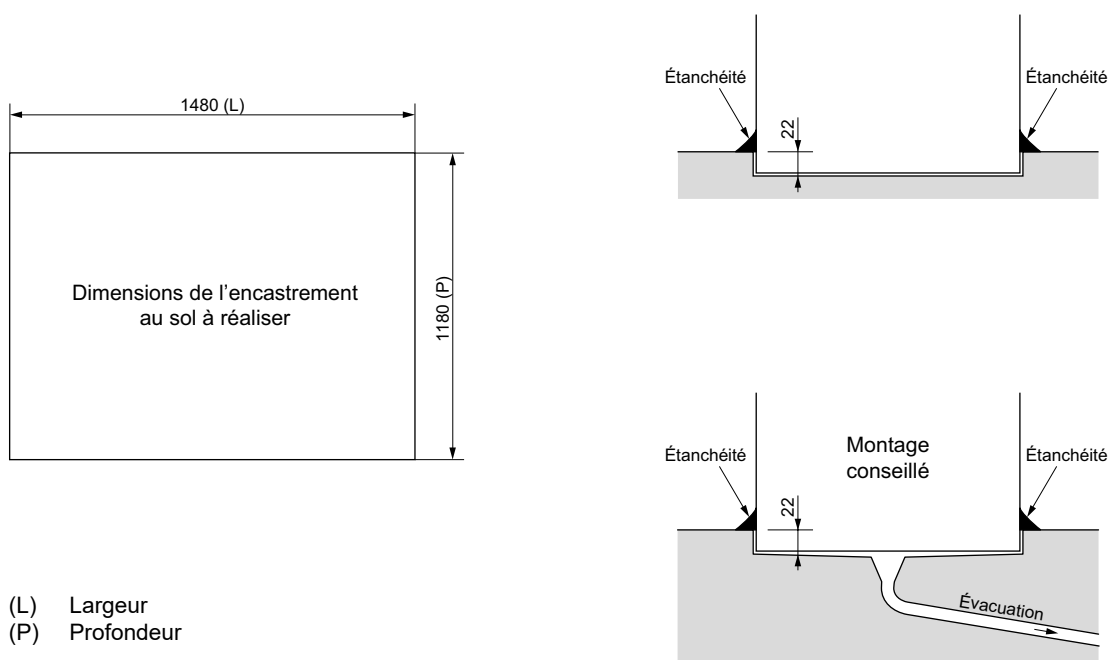 1480 (L)
1180 (P)
Dimensions de l’encastrement
au sol à réaliser
(L) Largeur
(P) Profondeur
Étanchéité
Étanchéité
22
Étanchéité
Montage
conseillé
Étanchéité
22
Évacuation